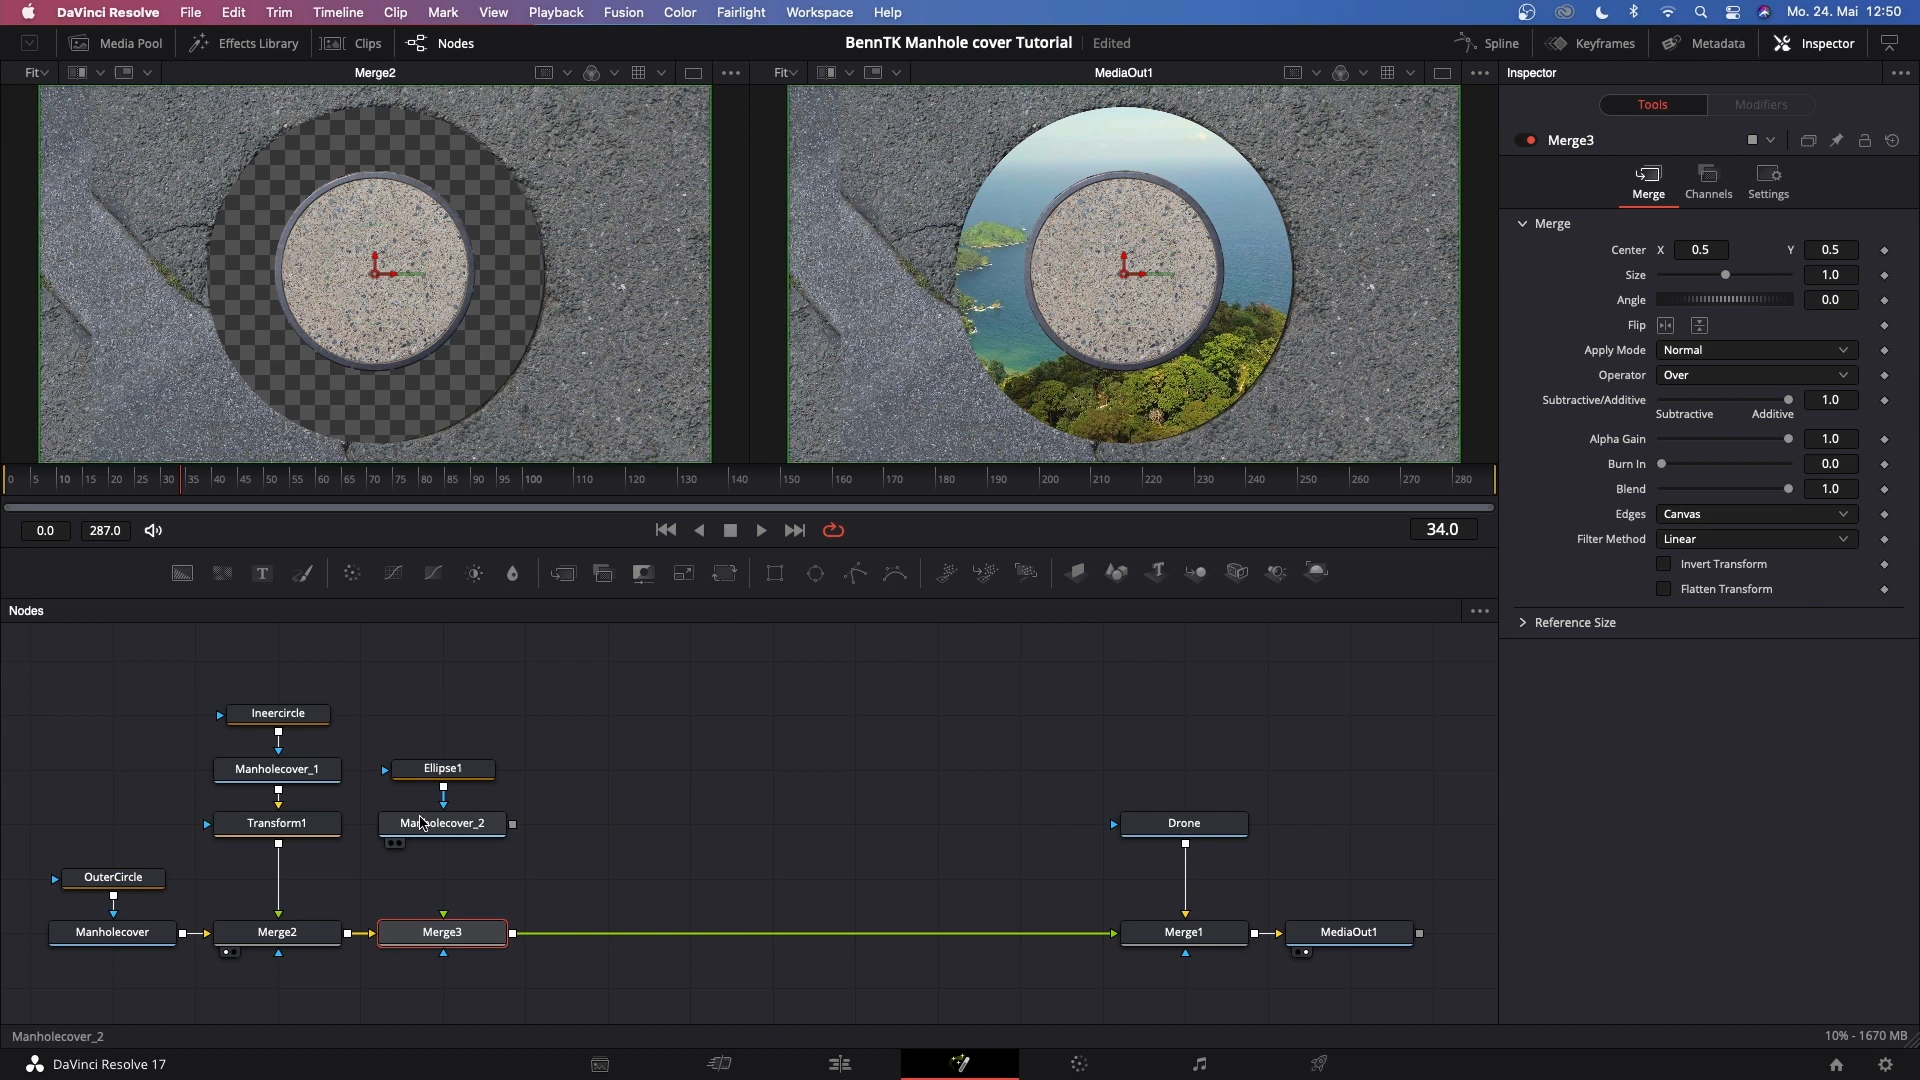 DaVinci Resolve File Edit Trim Timeline Clip Mark View Playback Fusion Color Fairlight Workspace Help Mo. 24. Mai 12:50
Media Pool Effects Library Clips Nodes BennTK Manhole cover Tutorial Edited Spline Keyframes Metadata Inspector
Fit Merge2 Fit MediaOut1 Inspector
Tools Modifiers
Merge3
Merge Channels Settings
Merge
Center X 0.5 Y 0.5
Size 1.0
Angle 0.0
Flip
Apply Mode Normal
Operator Over
Subtractive/Additive 1.0
Subtractive Additive
Alpha Gain 1.0
Burn In 0.0
Blend 1.0
Edges Canvas
Filter Method Linear
Invert Transform
Flatten Transform
Reference Size
0 5 10 15 20 25 30 35 40 45 50 55 60 65 70 75 80 85 90 95 100 110 120 130 140 150 160 170 180 190 200 210 220 230 240 250 260 270 280
0.0 287.0 34.0
T
Nodes
Ineercircle
Manholecover_1 Ellipse1
Transform1 Manholecover_2 Drone
OuterCircle
Manholecover Merge2 Merge3 Merge1 MediaOut1
Manholecover_2 10% - 1670 MB
DaVinci Resolve 17